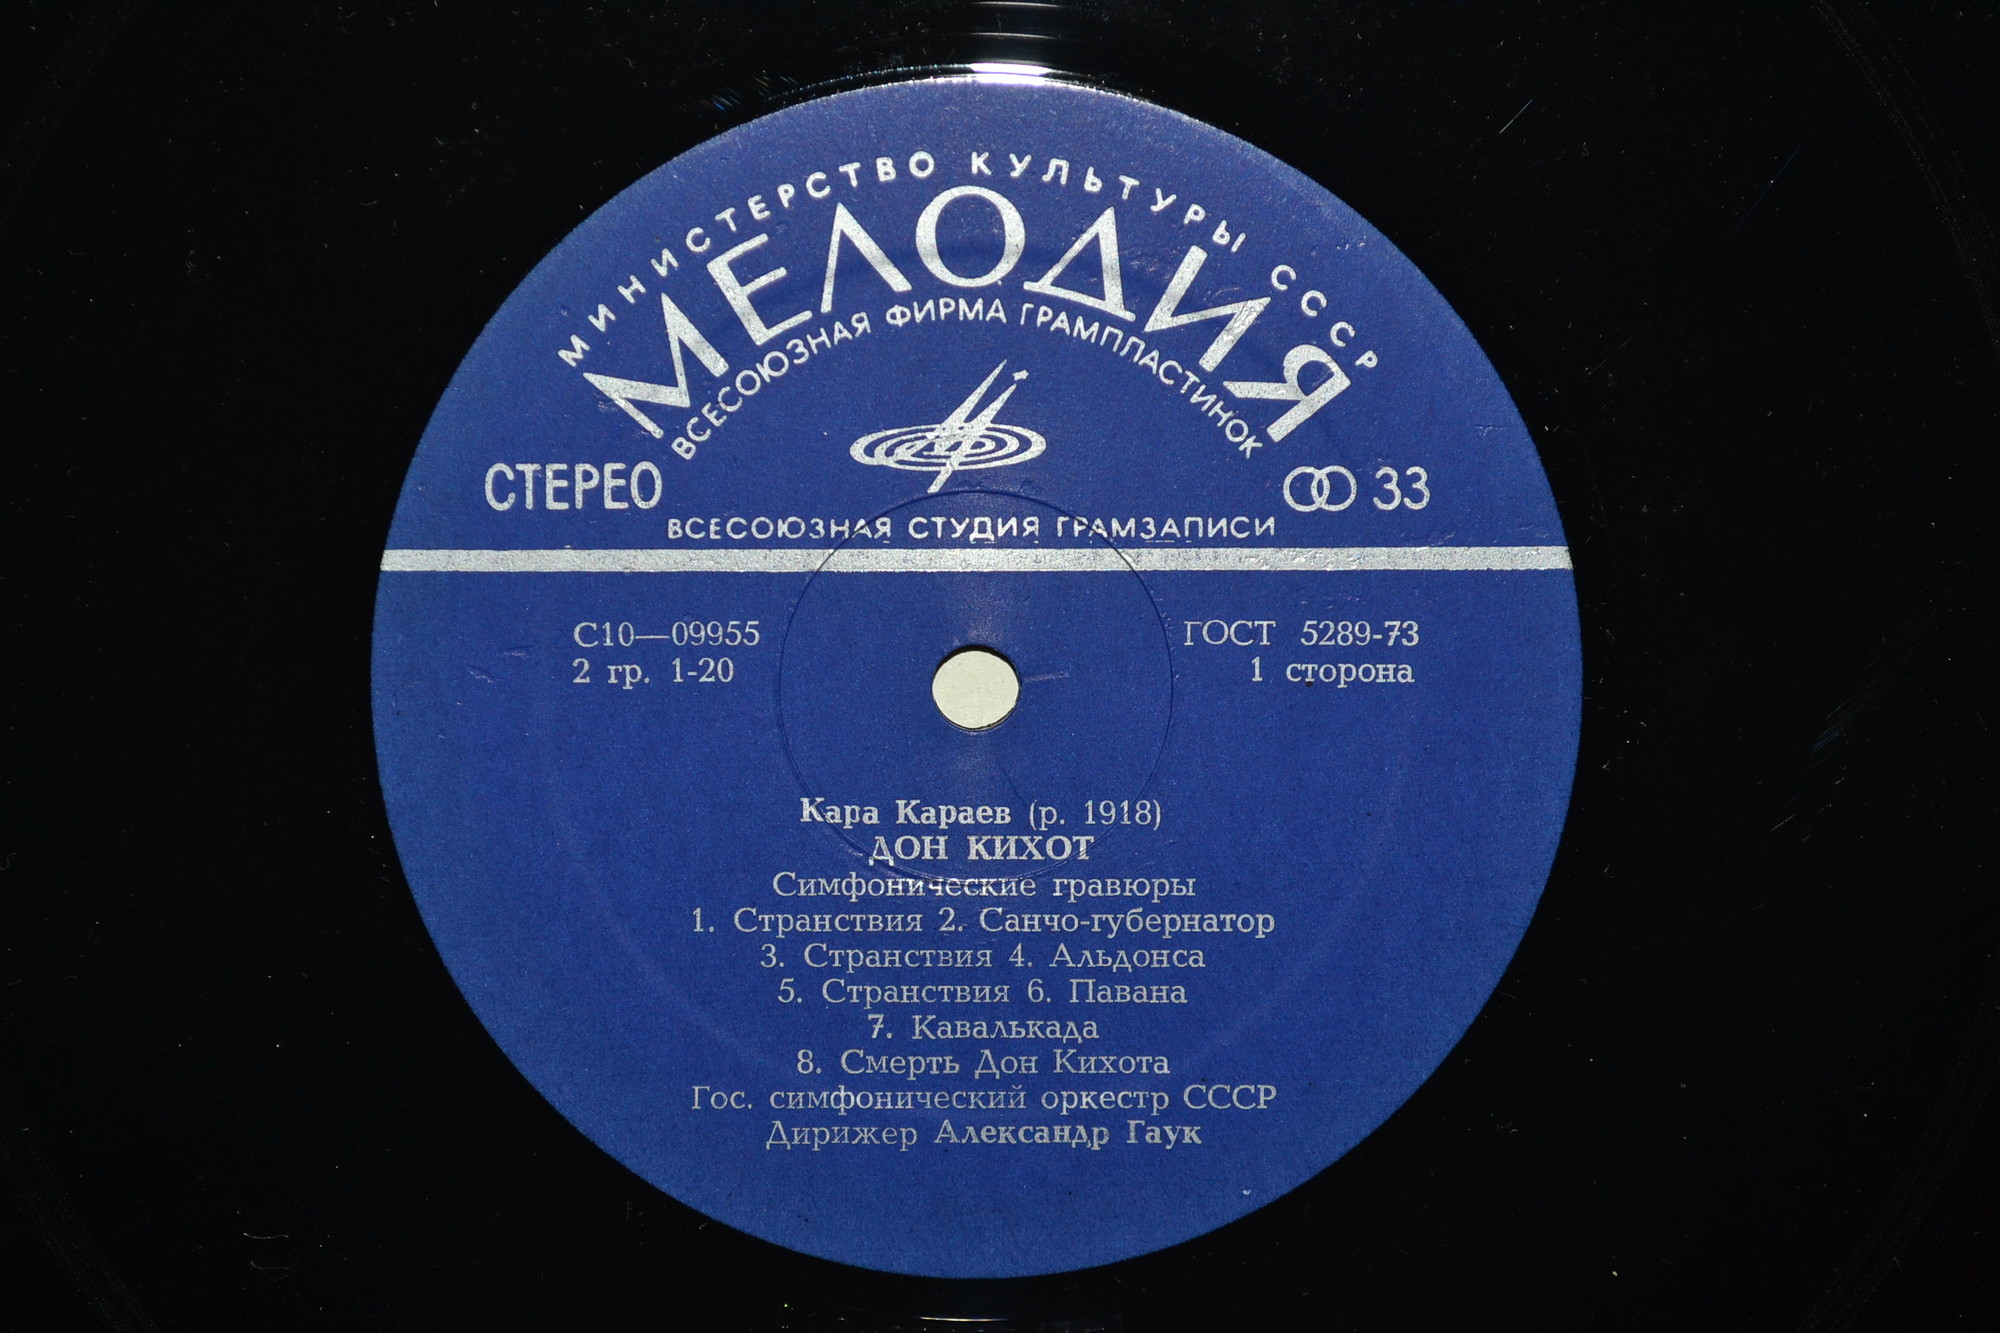 МИНИСТЕРСТВО КУЛЬТУРЫ СССР
МЕЛОДИЯ
ВСЕСОЮЗНАЯ ФИРМА ГРАМПЛАСТИНОК
СТЕРЕО 33
ВСЕСОЮЗНАЯ СТУДИЯ ГРАМЗАПИСИ
С10—09955 ГОСТ 5289-73
2 гр. 1-20 1 сторона
Кара Караев (р. 1918)
ДОН КИХОТ
Симфонические гравюры
1. Странствия 2. Санчо-губернатор
3. Странствия 4. Альдонса
5. Странствия 6. Павана
7. Кавалькада
8. Смерть Дон Кихота
Гос. симфонический оркестр СССР
Дирижер Александр Гаук